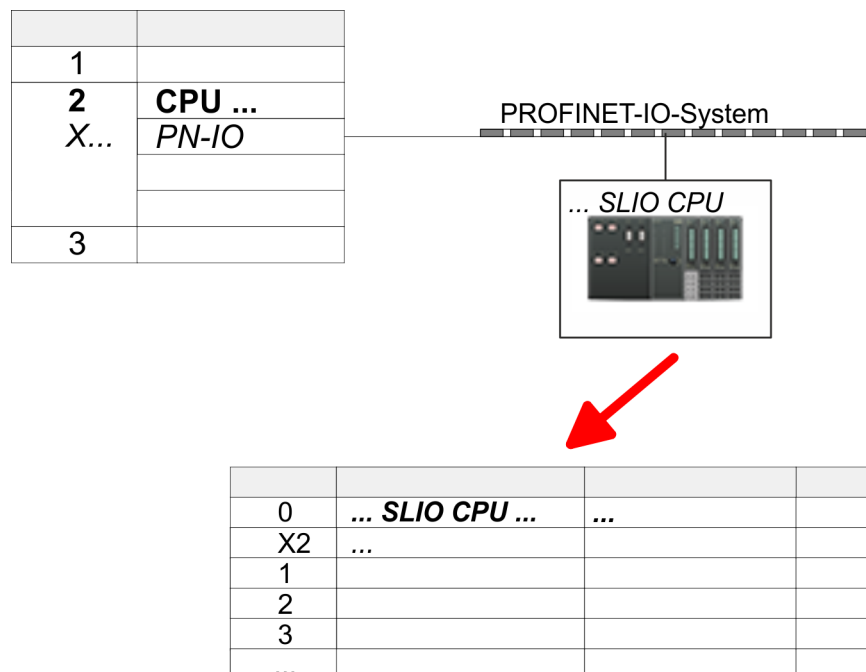 1
2 CPU ...
X... PN-IO
3
PROFINET-IO-System
... SLIO CPU
0 ... SLIO CPU ... ...
X2 ...
1
2
3
...